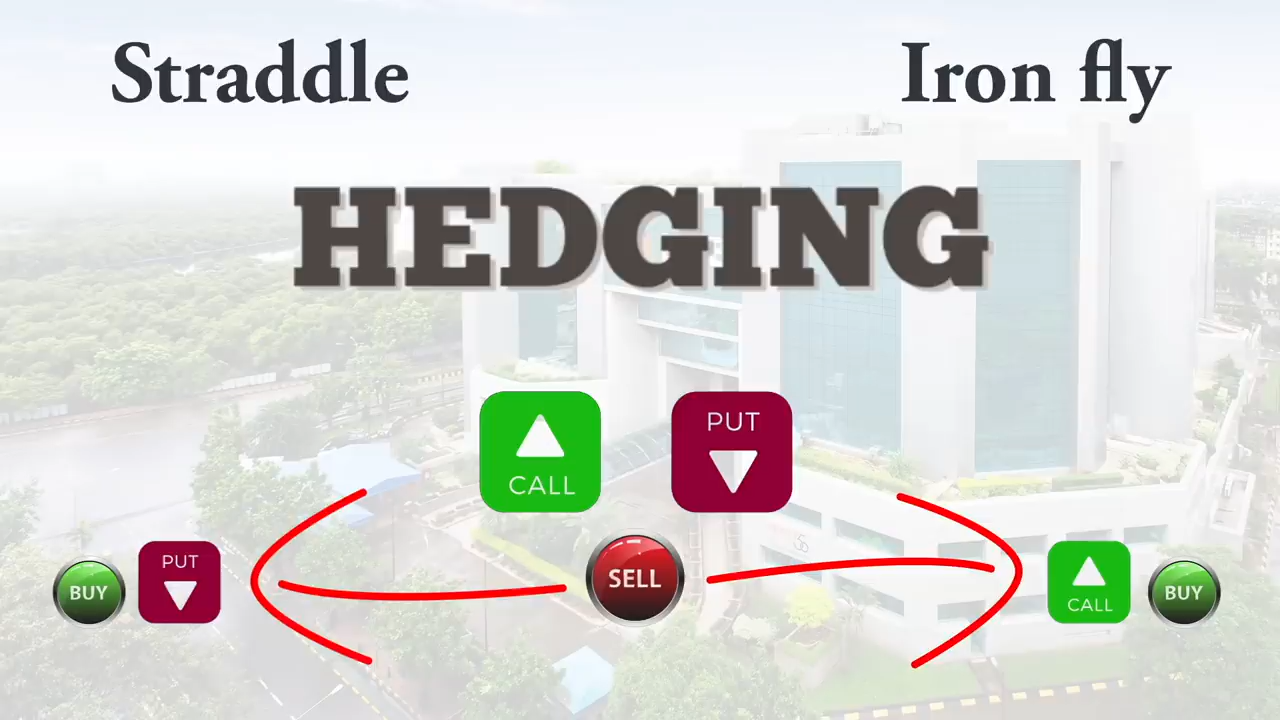 Straddle
Iron fly
HEDGING
CALL
PUT
BUY
PUT
SELL
CALL
BUY